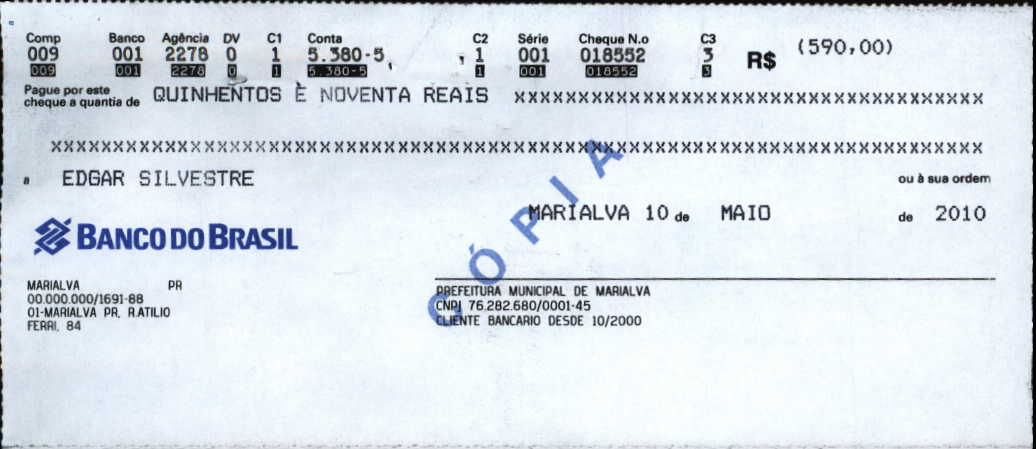 Comp Banco Agência DV C1 Conta C2 Série Cheque N.o C3
009 001 2278 0 1 5.380-5, , 1 001 018552 3 R$ (590,00)
009 001 2278 0 1 5.380-5 1 001 018552 3
Pague por este
cheque a quantia de QUINHENTOS E NOVENTA REAIS XXXXXXXXXXXXXXXXXXXXXXXXXXXXXXXXXXXXX
XXXXXXXXXXXXXXXXXXXXXXXXXXXXXXXXXXXXXXXXXXXXXXXXXXXXXXXXXXXXXXXXXXXXXXXX
a EDGAR SILVESTRE ou à sua ordem
MARIALVA 10 de MAIO de 2010
BANCO DO BRASIL
CÓPIA
MARIALVA PR
00.000.000/1691-88
01-MARIALVA PR, R.ATILIO
FERRI, 84
PREFEITURA MUNICIPAL DE MARIALVA
CNPJ 76.282.680/0001-45
CLIENTE BANCARIO DESDE 10/2000